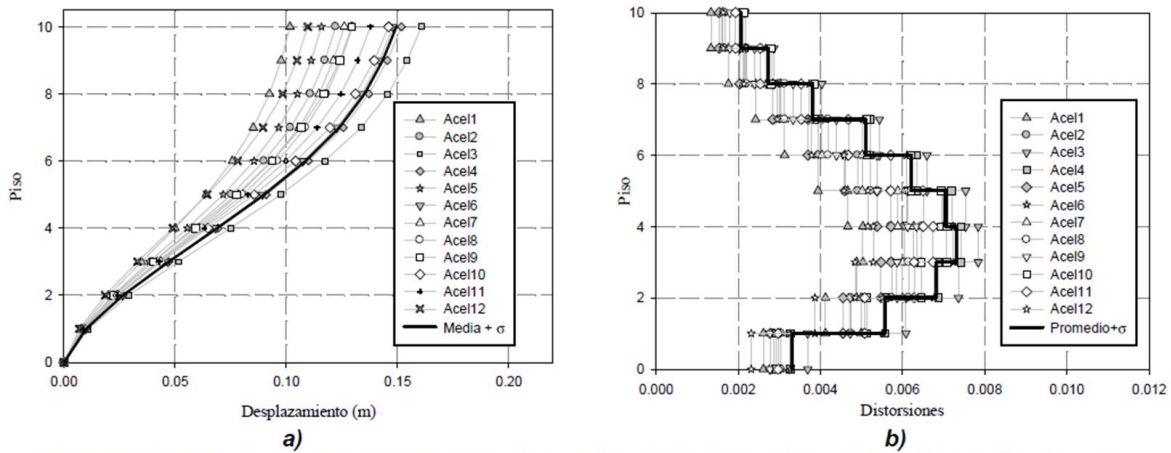 Piso
10
8
6
4
2
0
0.00
0.05
0.10
0.15
0.20
Desplazamiento (m)
Acel1
Acel2
Acel3
Acel4
Acel5
Acel6
Acel7
Acel8
Acel9
Acel10
Acel11
Acel12
Media + σ
a)
Piso
10
8
6
4
2
0
0.000
0.002
0.004
0.006
0.008
0.010
0.012
Distorsiones
Acel1
Acel2
Acel3
Acel4
Acel5
Acel6
Acel7
Acel8
Acel9
Acel10
Acel11
Acel12
Promedio+σ
b)